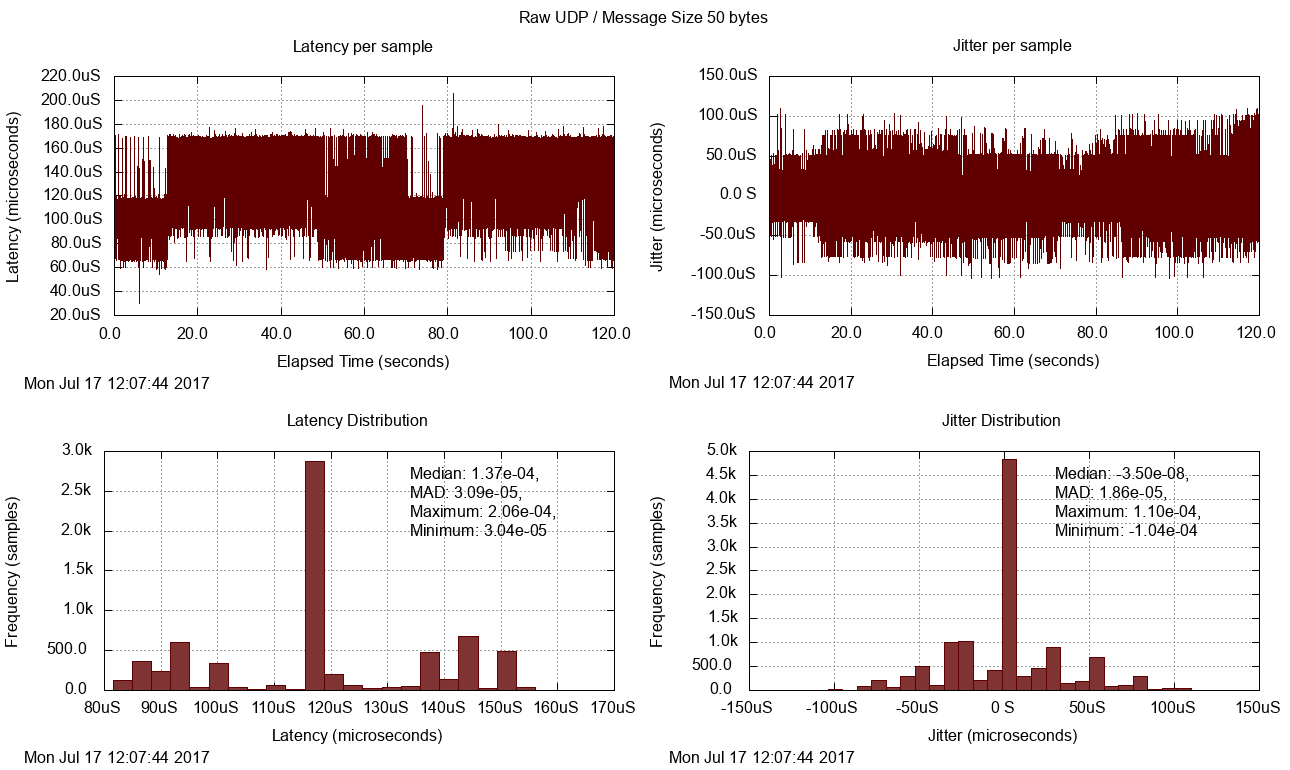 Raw UDP / Message Size 50 bytes
Latency per sample
Latency (microseconds)
220.0uS
200.0uS
180.0uS
160.0uS
140.0uS
120.0uS
100.0uS
80.0uS
60.0uS
40.0uS
20.0uS
0.0 20.0 40.0 60.0 80.0 100.0 120.0
Elapsed Time (seconds)
Mon Jul 17 12:07:44 2017
Jitter per sample
Jitter (microseconds)
150.0uS
100.0uS
50.0uS
0.0 S
-50.0uS
-100.0uS
-150.0uS
0.0 20.0 40.0 60.0 80.0 100.0 120.0
Elapsed Time (seconds)
Mon Jul 17 12:07:44 2017
Latency Distribution
Frequency (samples)
3.0k
2.5k
2.0k
1.5k
1.0k
500.0
0.0
Median: 1.37e-04,
MAD: 3.09e-05,
Maximum: 2.06e-04,
Minimum: 3.04e-05
80uS 90uS 100uS 110uS 120uS 130uS 140uS 150uS 160uS 170uS
Latency (microseconds)
Mon Jul 17 12:07:44 2017
Jitter Distribution
Frequency (samples)
5.0k
4.5k
4.0k
3.5k
3.0k
2.5k
2.0k
1.5k
1.0k
500.0
0.0
Median: -3.50e-08,
MAD: 1.86e-05,
Maximum: 1.10e-04,
Minimum: -1.04e-04
-150uS -100uS -50uS 0 S 50uS 100uS 150uS
Jitter (microseconds)
Mon Jul 17 12:07:44 2017